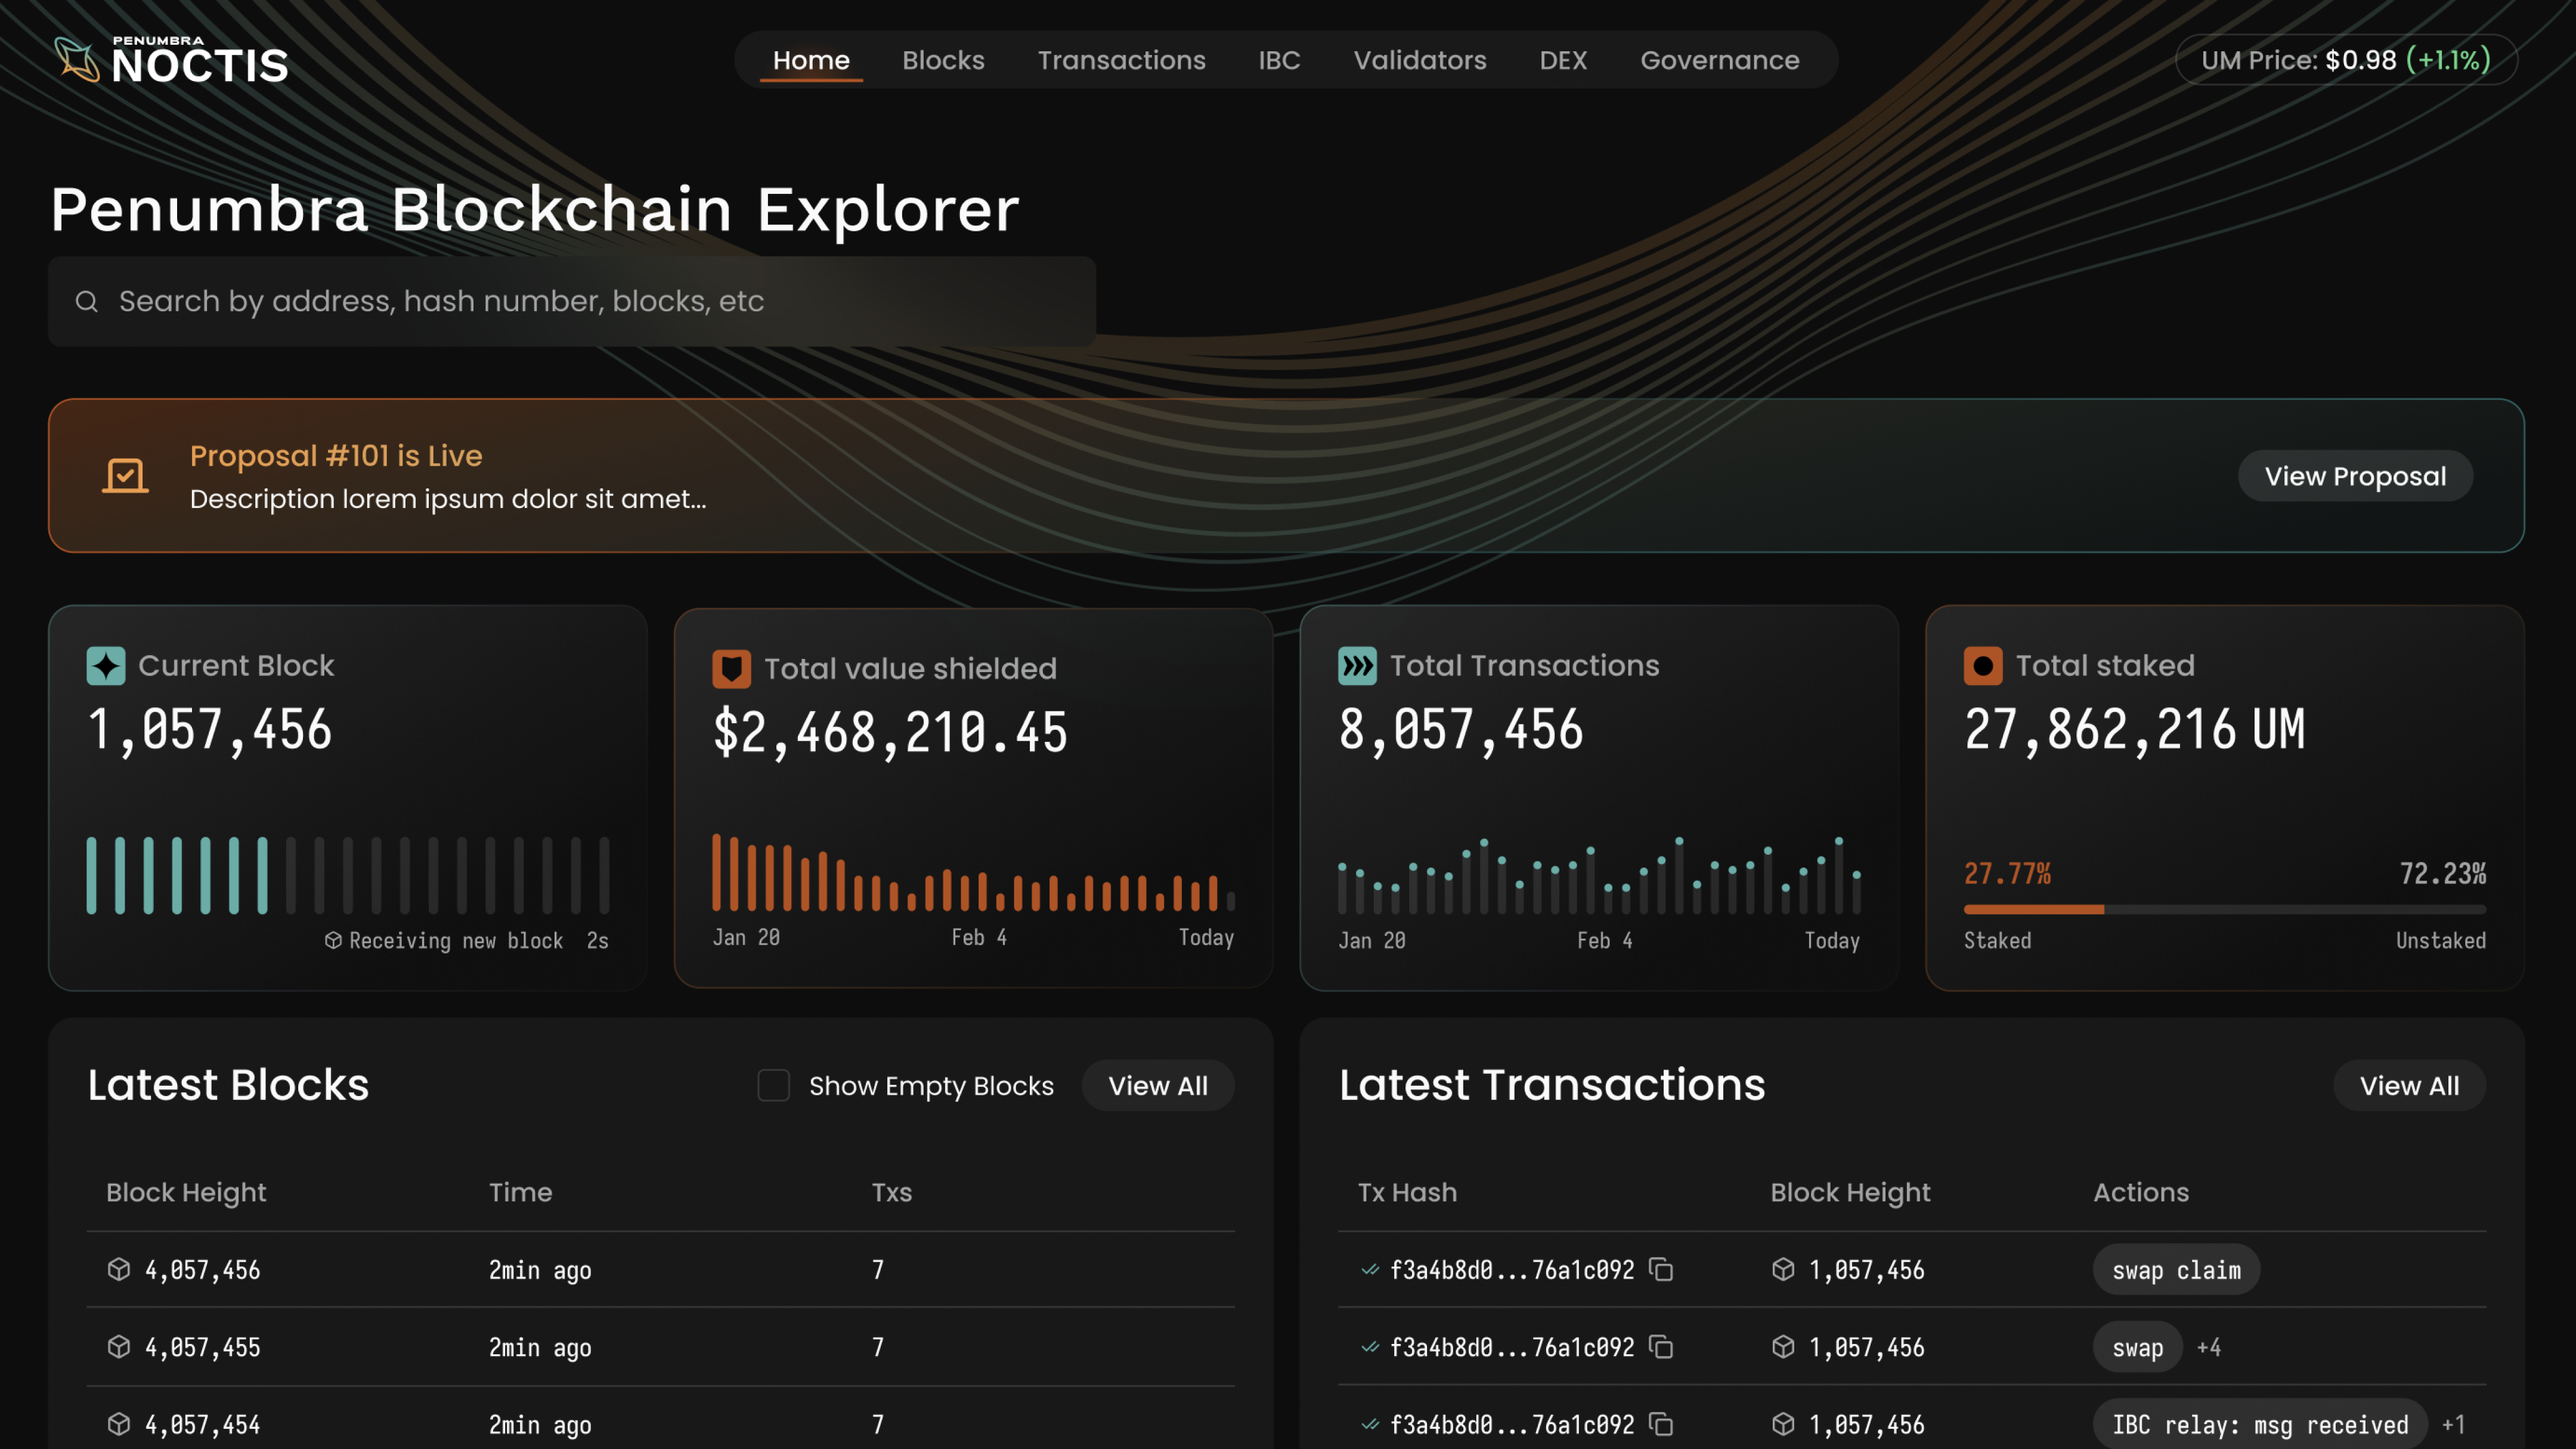 PENUMBRA
NOCTIS
Home Blocks Transactions IBC Validators DEX Governance
UM Price: $0.98 (+1.1%)
Penumbra Blockchain Explorer
Search by address, hash number, blocks, etc
Proposal #101 is Live
Description lorem ipsum dolor sit amet...
View Proposal
Current Block
1,057,456
Receiving new block 2s
Total value shielded
$2,468,210.45
Jan 20 Feb 4 Today
Total Transactions
8,057,456
Jan 20 Feb 4 Today
Total staked
27,862,216 UM
27.77% 72.23%
Staked Unstaked
Latest Blocks
Show Empty Blocks
View All
Block Height Time Txs
4,057,456 2min ago 7
4,057,455 2min ago 7
4,057,454 2min ago 7
Latest Transactions
View All
Tx Hash Block Height Actions
f3a4b8d0...76a1c092 1,057,456 swap claim
f3a4b8d0...76a1c092 1,057,456 swap +4
f3a4b8d0...76a1c092 1,057,456 IBC relay: msg received +1